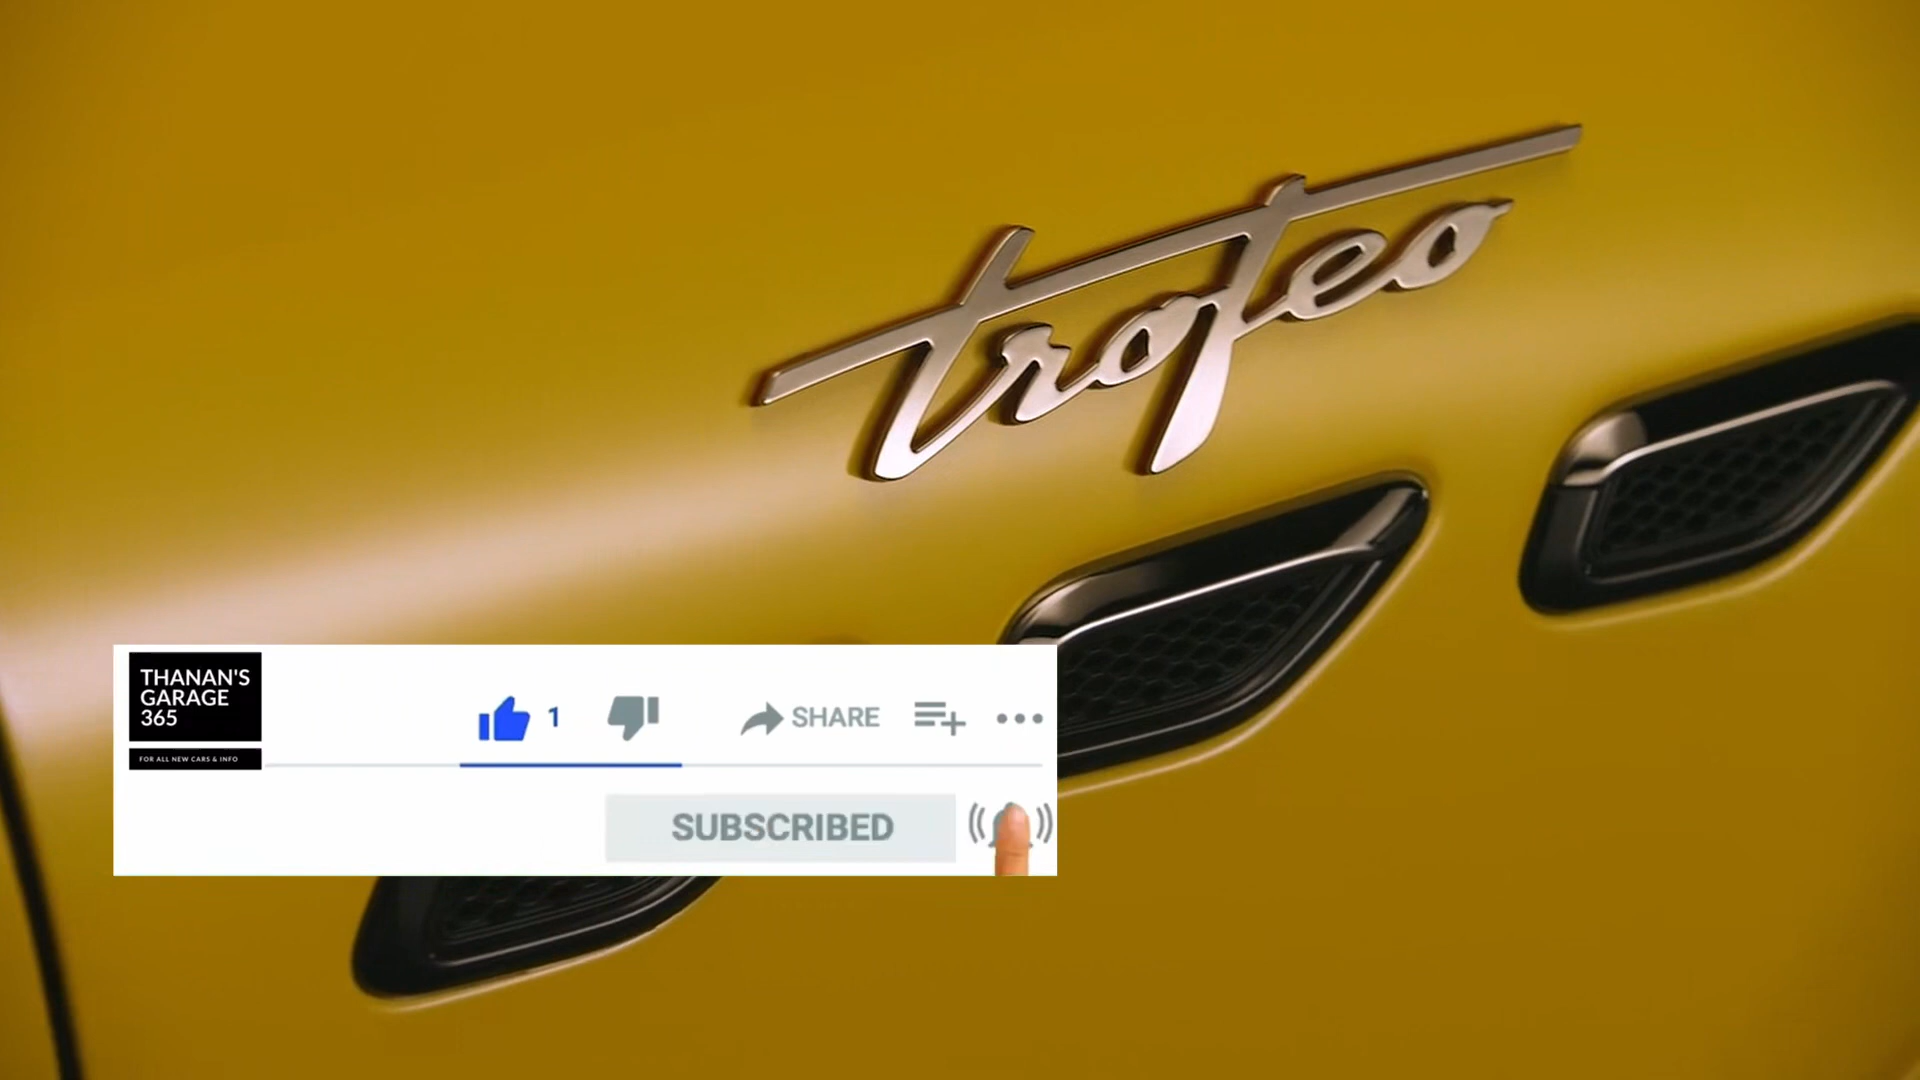 trofeo
THANAN'S
GARAGE
365
FOR ALL NEW CARS & INFO
1
SHARE
SUBSCRIBED